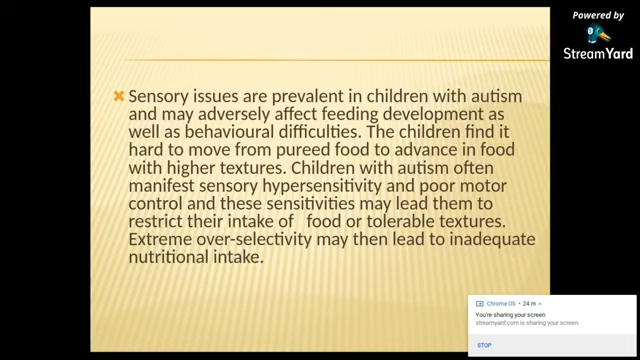 Powered by
StreamYard
Sensory issues are prevalent in children with autism
and may adversely affect feeding development as
well as behavioural difficulties. The children find it
hard to move from pureed food to advance in food
with higher textures. Children with autism often
manifest sensory hypersensitivity and poor motor
control and these sensitivities may lead them to
restrict their intake of food or tolerable textures.
Extreme over-selectivity may then lead to inadequate
nutritional intake.
Chrome OS • 24 m
You're sharing your screen
streamyard.com is sharing your screen.
STOP